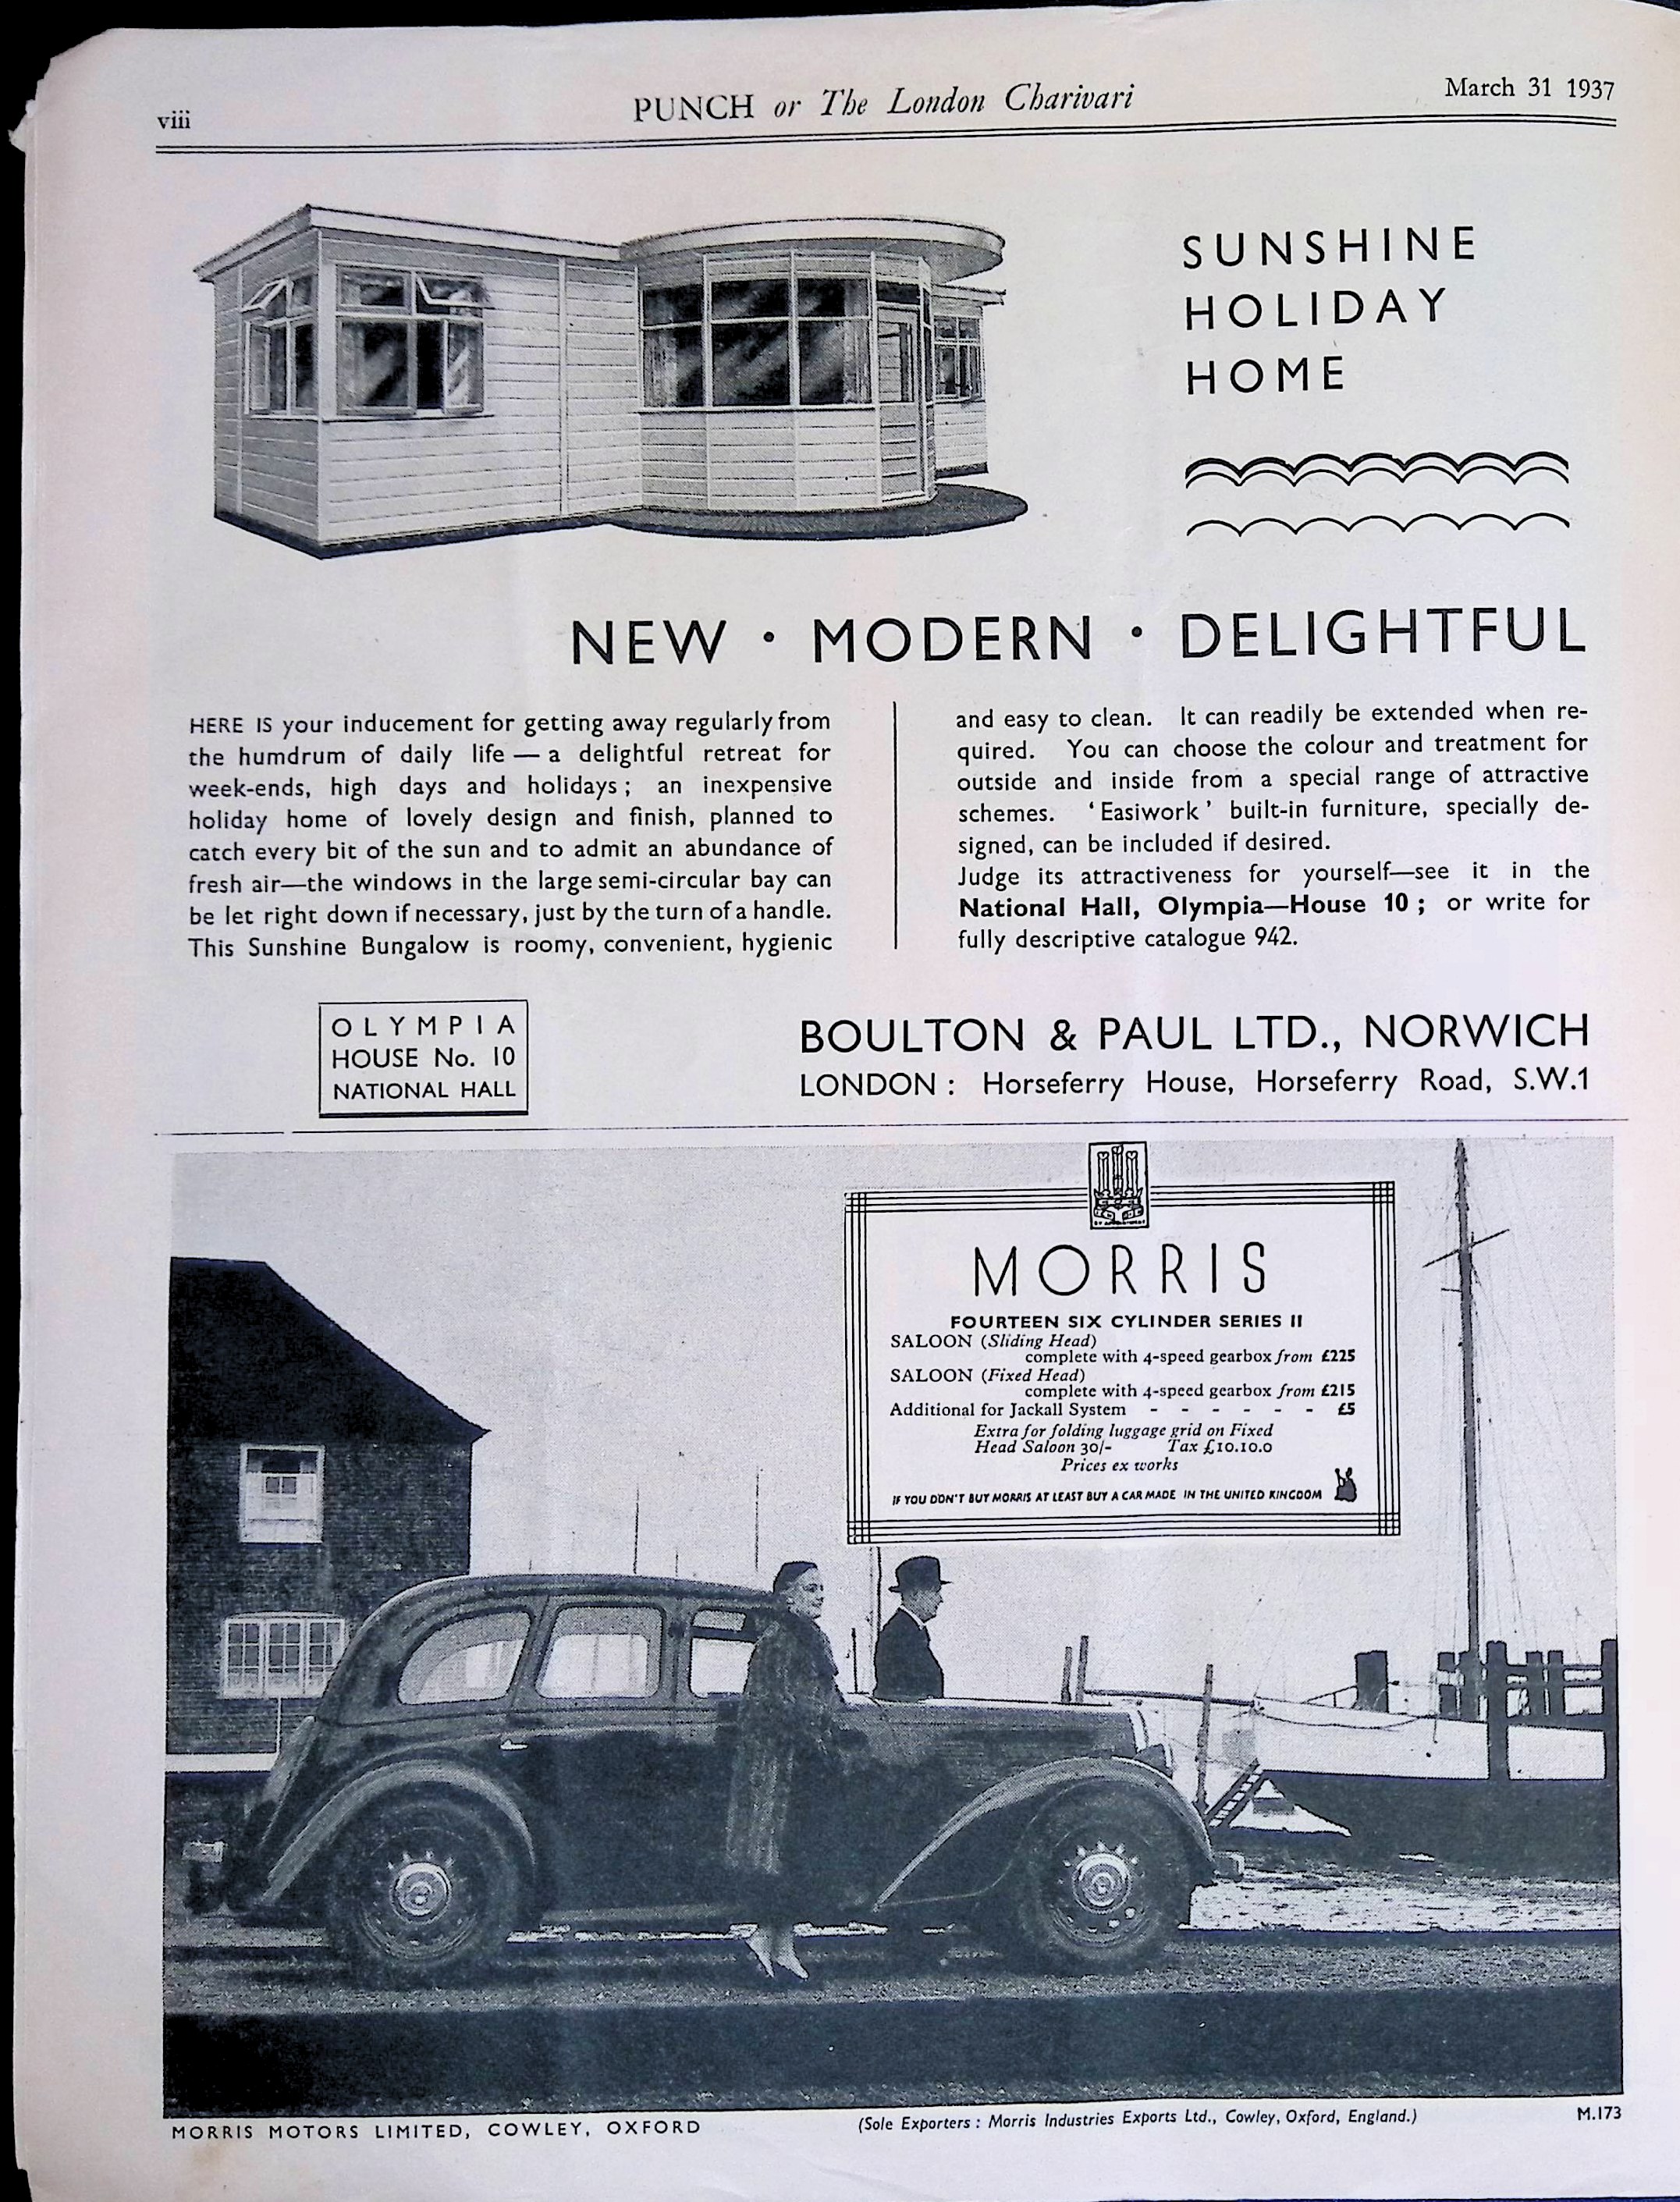 viii
PUNCH or The London Charivari
March 31 1937
SUNSHINE
HOLIDAY
HOME
NEW · MODERN · DELIGHTFUL
HERE IS your inducement for getting away regularly from
the humdrum of daily life — a delightful retreat for
week-ends, high days and holidays; an inexpensive
holiday home of lovely design and finish, planned to
catch every bit of the sun and to admit an abundance of
fresh air—the windows in the large semi-circular bay can
be let right down if necessary, just by the turn of a handle.
This Sunshine Bungalow is roomy, convenient, hygienic
and easy to clean. It can readily be extended when re-
quired. You can choose the colour and treatment for
outside and inside from a special range of attractive
schemes. ‘Easiwork’ built-in furniture, specially de-
signed, can be included if desired.
Judge its attractiveness for yourself—see it in the
National Hall, Olympia—House 10; or write for
fully descriptive catalogue 942.
OLYMPIA
HOUSE No. 10
NATIONAL HALL
BOULTON & PAUL LTD., NORWICH
LONDON: Horseferry House, Horseferry Road, S.W.1
MORRIS
FOURTEEN SIX CYLINDER SERIES II
SALOON (Sliding Head)
complete with 4-speed gearbox from £225
SALOON (Fixed Head)
complete with 4-speed gearbox from £215
Additional for Jackall System - - - - - - £5
Extra for folding luggage grid on Fixed
Head Saloon 30/- Tax £10.10.0
Prices ex works
IF YOU DON'T BUY MORRIS AT LEAST BUY A CAR MADE IN THE UNITED KINGDOM
MORRIS MOTORS LIMITED, COWLEY, OXFORD
(Sole Exporters: Morris Industries Exports Ltd., Cowley, Oxford, England.)
M.173